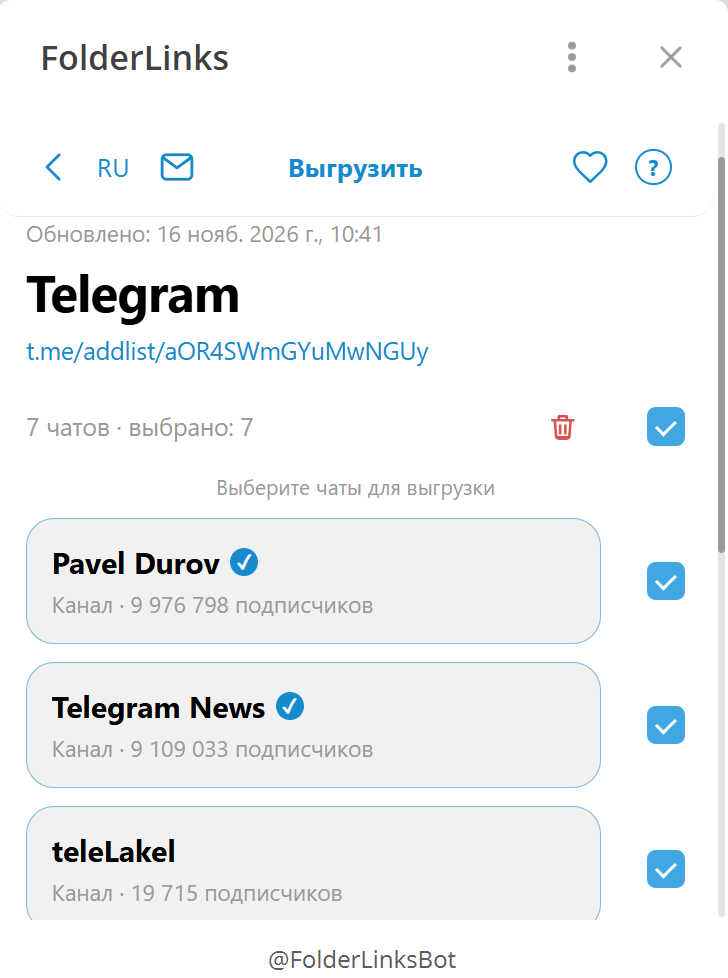 FolderLinks
RU
Выгрузить
?
Обновлено: 16 нояб. 2026 г., 10:41
Telegram
t.me/addlist/aOR4SWmGYuMwNGUy
7 чатов · выбрано: 7
Выберите чаты для выгрузки
Pavel Durov
Канал · 9 976 798 подписчиков
Telegram News
Канал · 9 109 033 подписчиков
teleLakel
Канал · 19 715 подписчиков
@FolderLinksBot